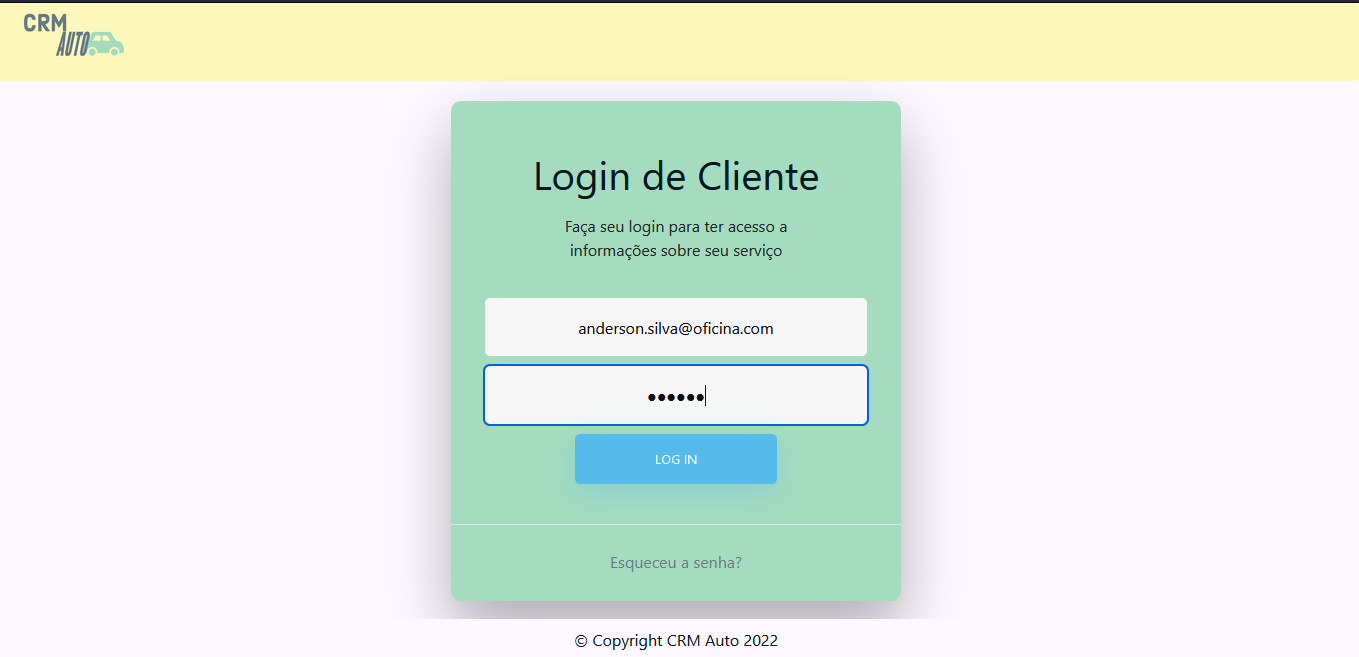 CRM
AUTO
Login de Cliente
Faça seu login para ter acesso a
informações sobre seu serviço
anderson.silva@oficina.com
••••••
LOG IN
Esqueceu a senha?
© Copyright CRM Auto 2022